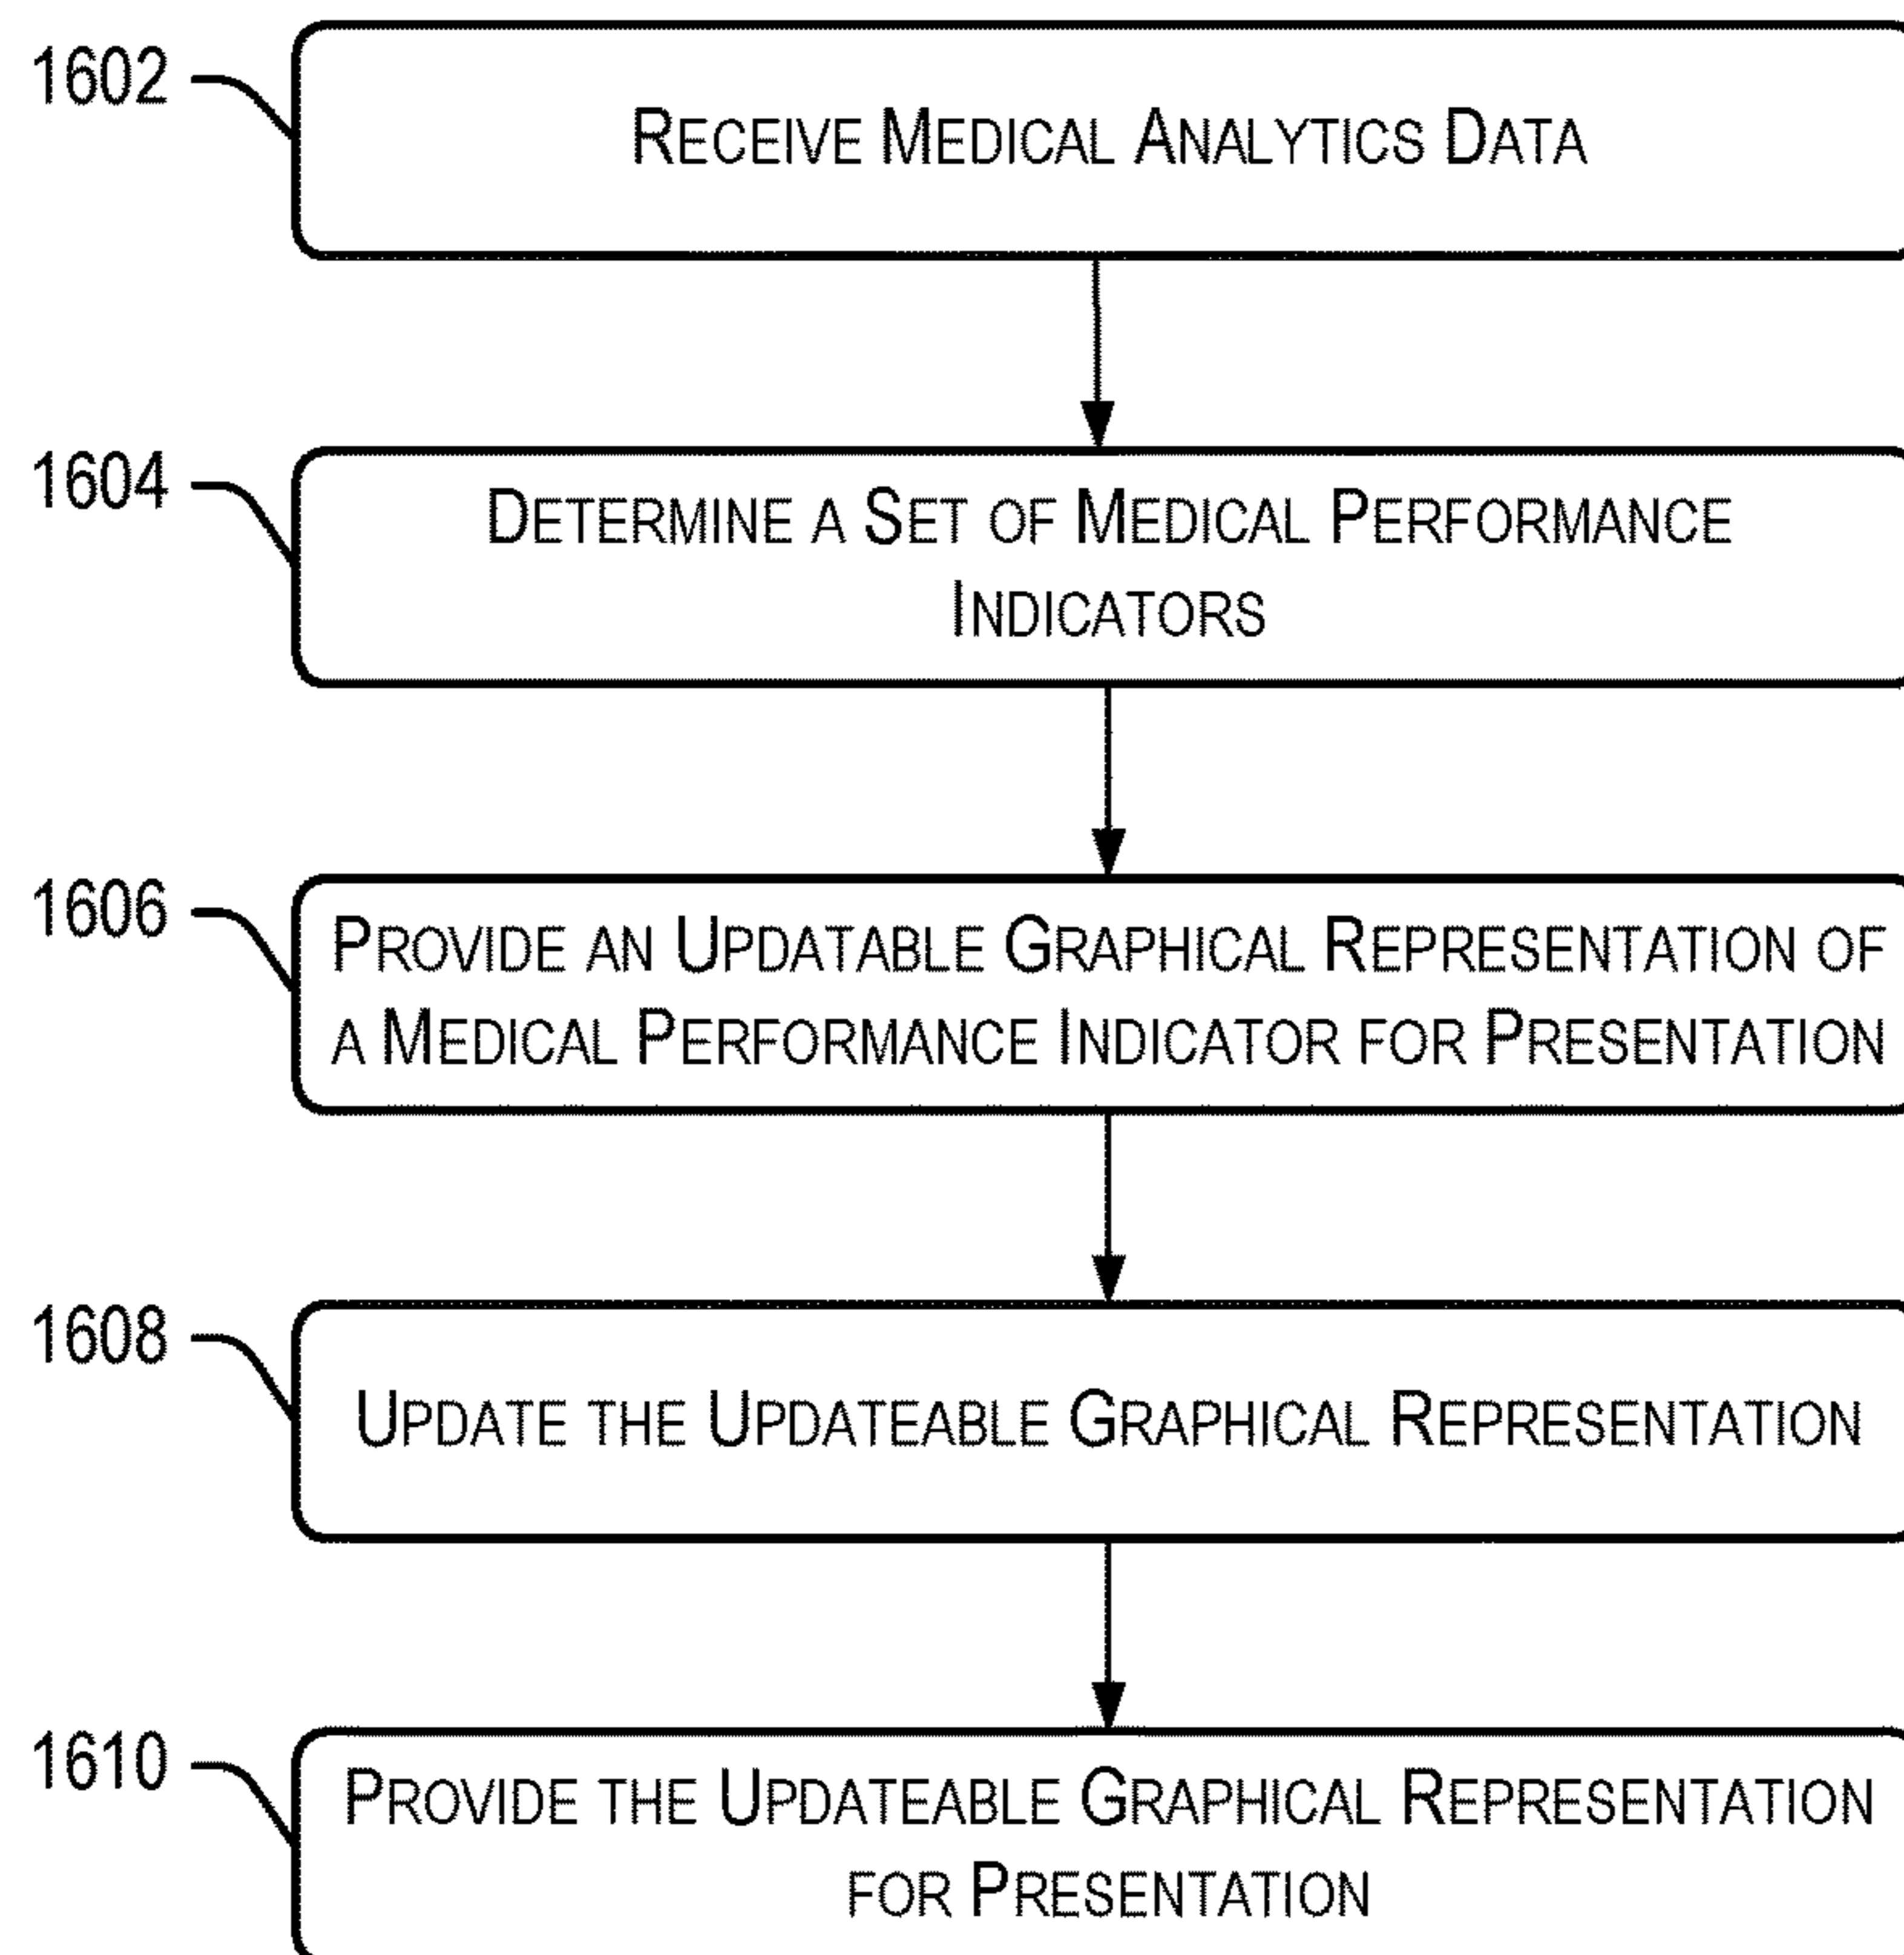 1602
RECEIVE MEDICAL ANALYTICS DATA
1604
DETERMINE A SET OF MEDICAL PERFORMANCE
INDICATORS
1606
PROVIDE AN UPDATABLE GRAPHICAL REPRESENTATION OF
A MEDICAL PERFORMANCE INDICATOR FOR PRESENTATION
1608
UPDATE THE UPDATEABLE GRAPHICAL REPRESENTATION
1610
PROVIDE THE UPDATEABLE GRAPHICAL REPRESENTATION
FOR PRESENTATION